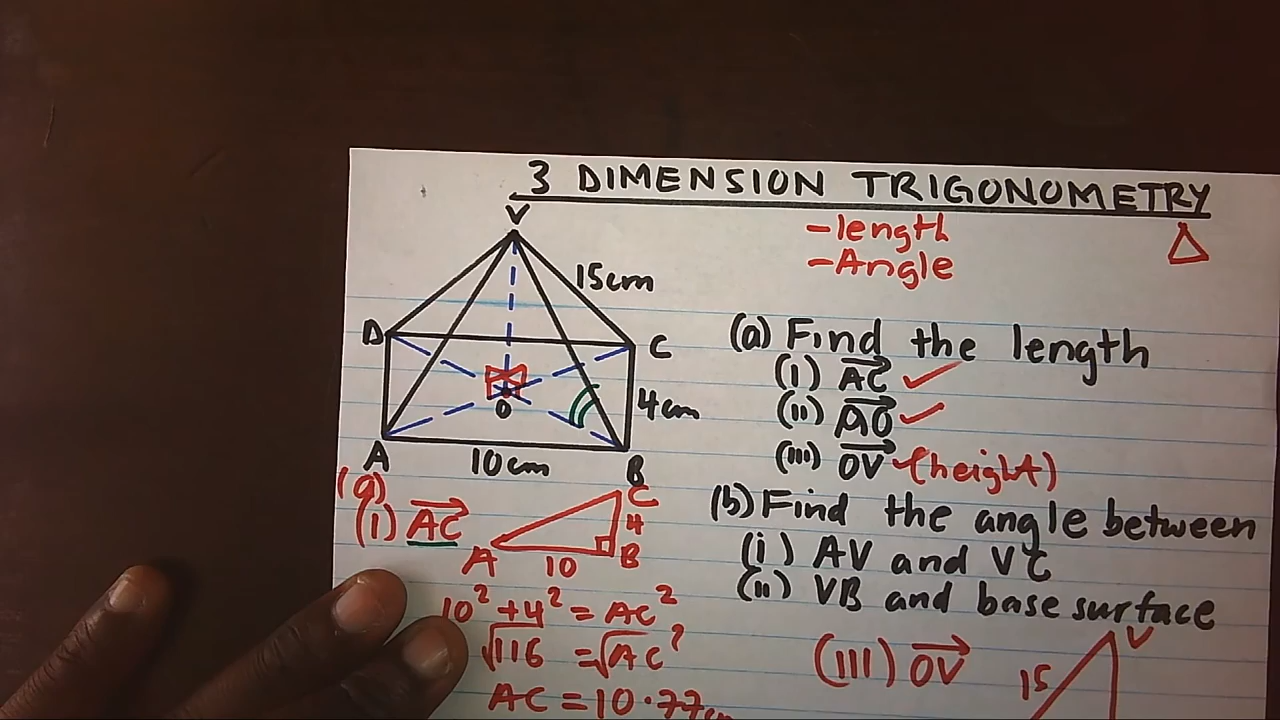 3 DIMENSION TRIGONOMETRY
- length
- Angle
V
15cm
D
C
O
4cm
A
10cm
B
(a) Find the length
(i) AC ✓
(ii) AO ✓
(iii) OV (height)
(b) Find the angle between
(i) AV and VC
(ii) VB and base surface
(a)
(i) AC
C
4
A
10
B
10² + 4² = AC²
√116 = √AC²
AC = 10.77cm
(iii) OV
V
15